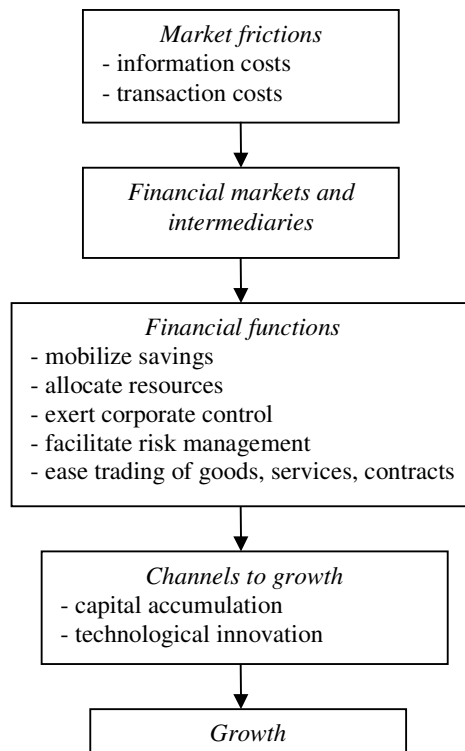 Market frictions
- information costs
- transaction costs
Financial markets and
intermediaries
Financial functions
- mobilize savings
- allocate resources
- exert corporate control
- facilitate risk management
- ease trading of goods, services, contracts
Channels to growth
- capital accumulation
- technological innovation
Growth